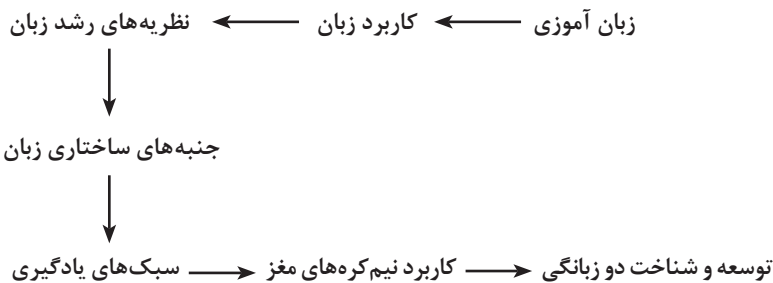 زبان آموزی
کاربرد زبان
نظریه‌های رشد زبان
جنبه‌های ساختاری زبان
سبک‌های یادگیری
کاربرد نیم‌کره‌های مغز
توسعه و شناخت دو زبانگی